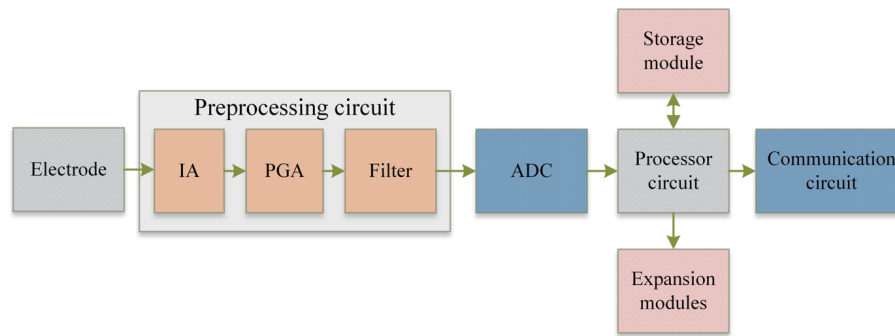 Storage
module
Preprocessing circuit
Electrode
IA
PGA
Filter
ADC
Processor
circuit
Communication
circuit
Expansion
modules